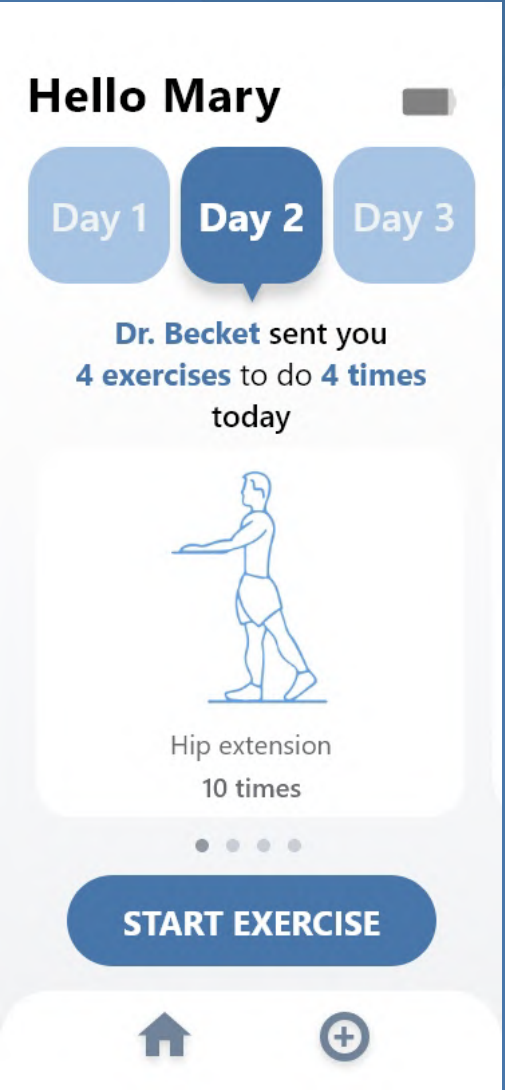 Hello Mary
Day 1 Day 2 Day 3
Dr. Becket sent you
4 exercises to do 4 times
today
Hip extension
10 times
START EXERCISE